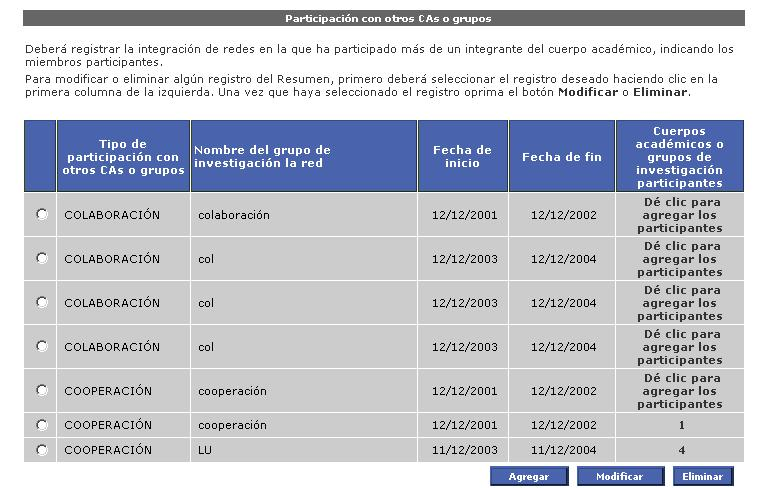 Participación con otros CAs o grupos
Deberá registrar la integración de redes en la que ha participado más de un integrante del cuerpo académico, indicando los
miembros participantes.
Para modificar o eliminar algún registro del Resumen, primero deberá seleccionar el registro deseado haciendo clic en la
primera columna de la izquierda. Una vez que haya seleccionado el registro oprima el botón Modificar o Eliminar.
Tipo de
participación con
otros CAs o grupos
Nombre del grupo de
investigación la red
Fecha de
inicio
Fecha de fin
Cuerpos
académicos o
grupos de
investigación
participantes
COLABORACIÓN colaboración 12/12/2001 12/12/2002 Dé clic para
agregar los
participantes
COLABORACIÓN col 12/12/2003 12/12/2004 Dé clic para
agregar los
participantes
COLABORACIÓN col 12/12/2003 12/12/2004 Dé clic para
agregar los
participantes
COLABORACIÓN col 12/12/2003 12/12/2004 Dé clic para
agregar los
participantes
COOPERACIÓN cooperación 12/12/2001 12/12/2002 Dé clic para
agregar los
participantes
COOPERACIÓN cooperación 12/12/2001 12/12/2002 1
COOPERACIÓN LU 11/12/2003 11/12/2004 4
Agregar Modificar Eliminar